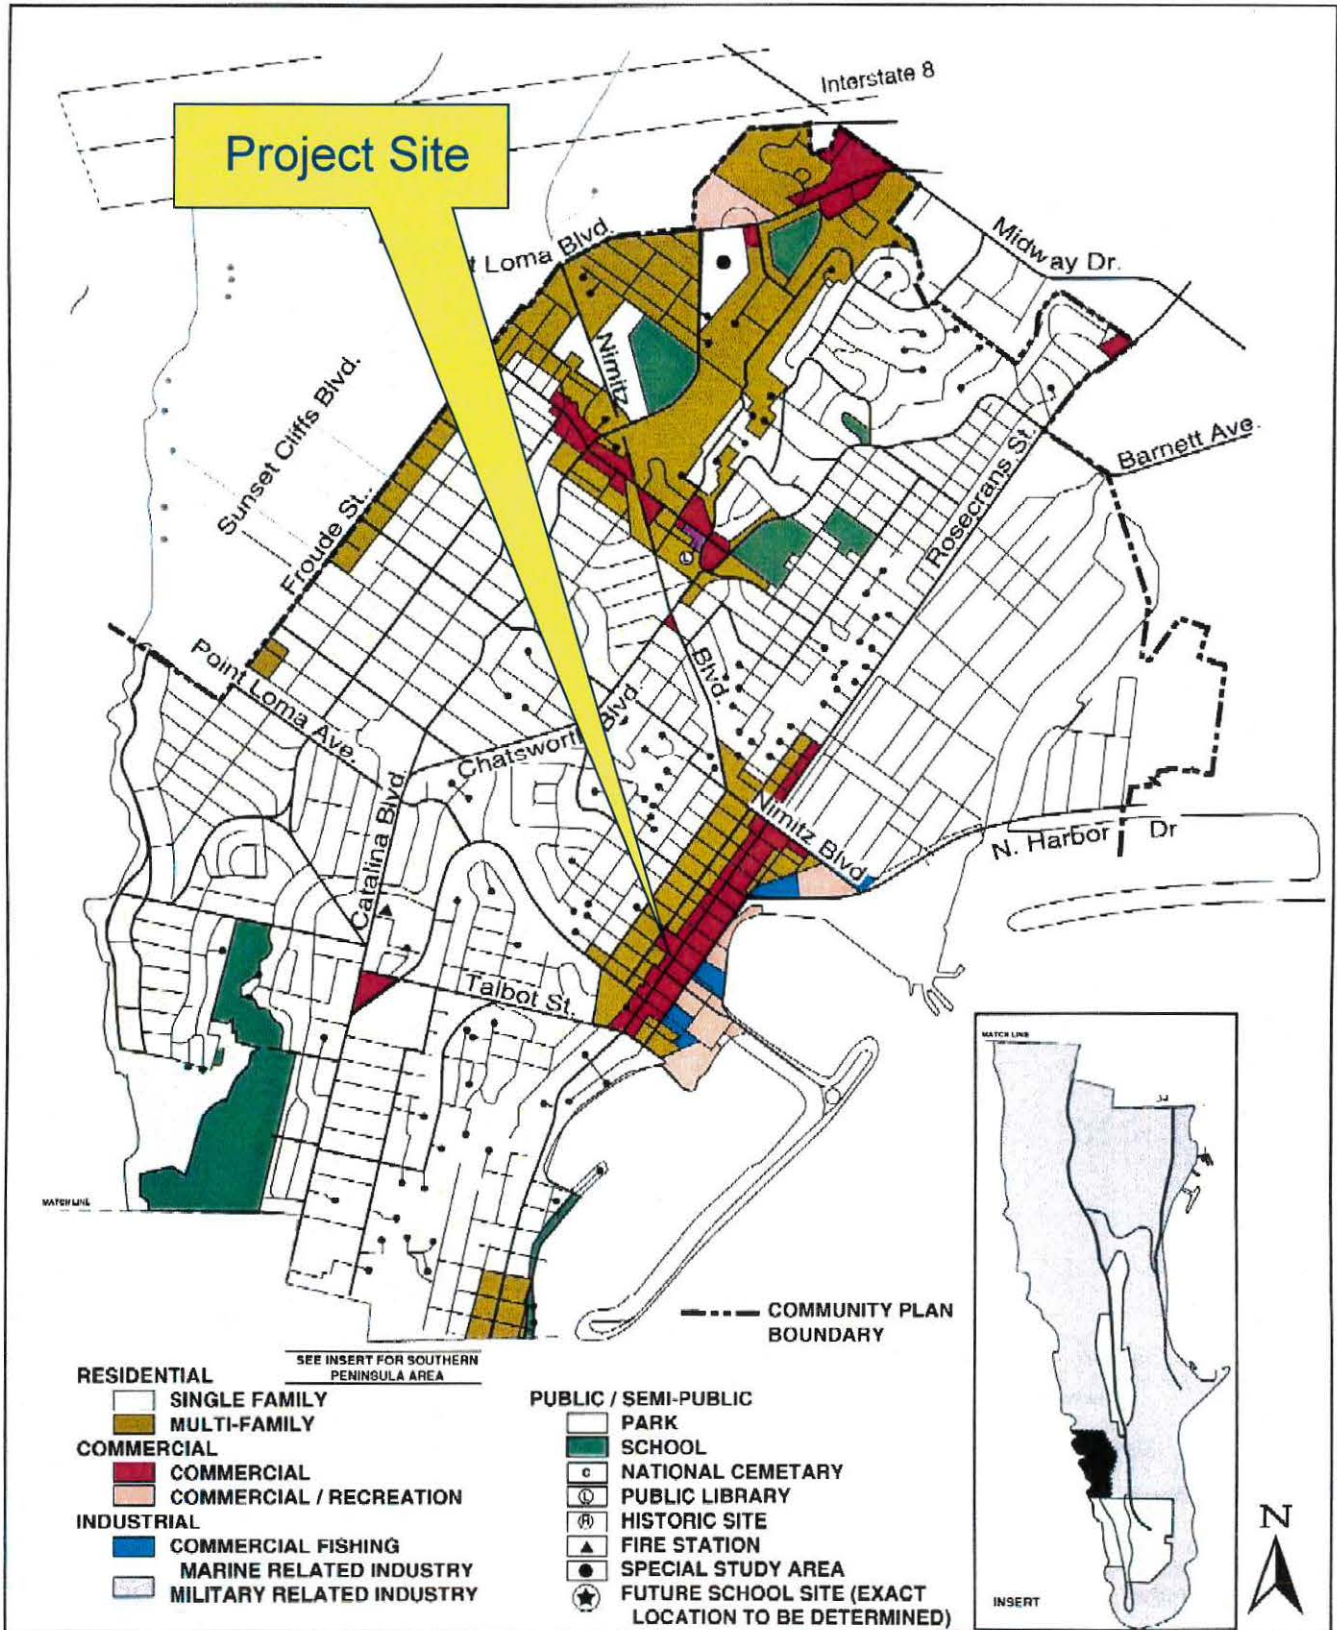 Interstate 8
Project Site
t Loma Blvd.
Midway Dr.
Nimitz
Sunset Cliffs Blvd.
Barnett Ave.
Rosecrans St.
Froude St.
L
Point Loma Ave.
Blvd.
Chatsworth Blvd.
Catalina Blvd.
Nimitz Blvd.
N. Harbor Dr
Talbot St.
MATCH LINE
MATCH LINE
COMMUNITY PLAN
BOUNDARY
SEE INSERT FOR SOUTHERN
PENINSULA AREA
RESIDENTIAL
SINGLE FAMILY
MULTI-FAMILY
COMMERCIAL
COMMERCIAL
COMMERCIAL / RECREATION
INDUSTRIAL
COMMERCIAL FISHING
MARINE RELATED INDUSTRY
MILITARY RELATED INDUSTRY
PUBLIC / SEMI-PUBLIC
PARK
SCHOOL
C NATIONAL CEMETARY
L PUBLIC LIBRARY
H HISTORIC SITE
FIRE STATION
SPECIAL STUDY AREA
FUTURE SCHOOL SITE (EXACT
LOCATION TO BE DETERMINED)
INSERT
N